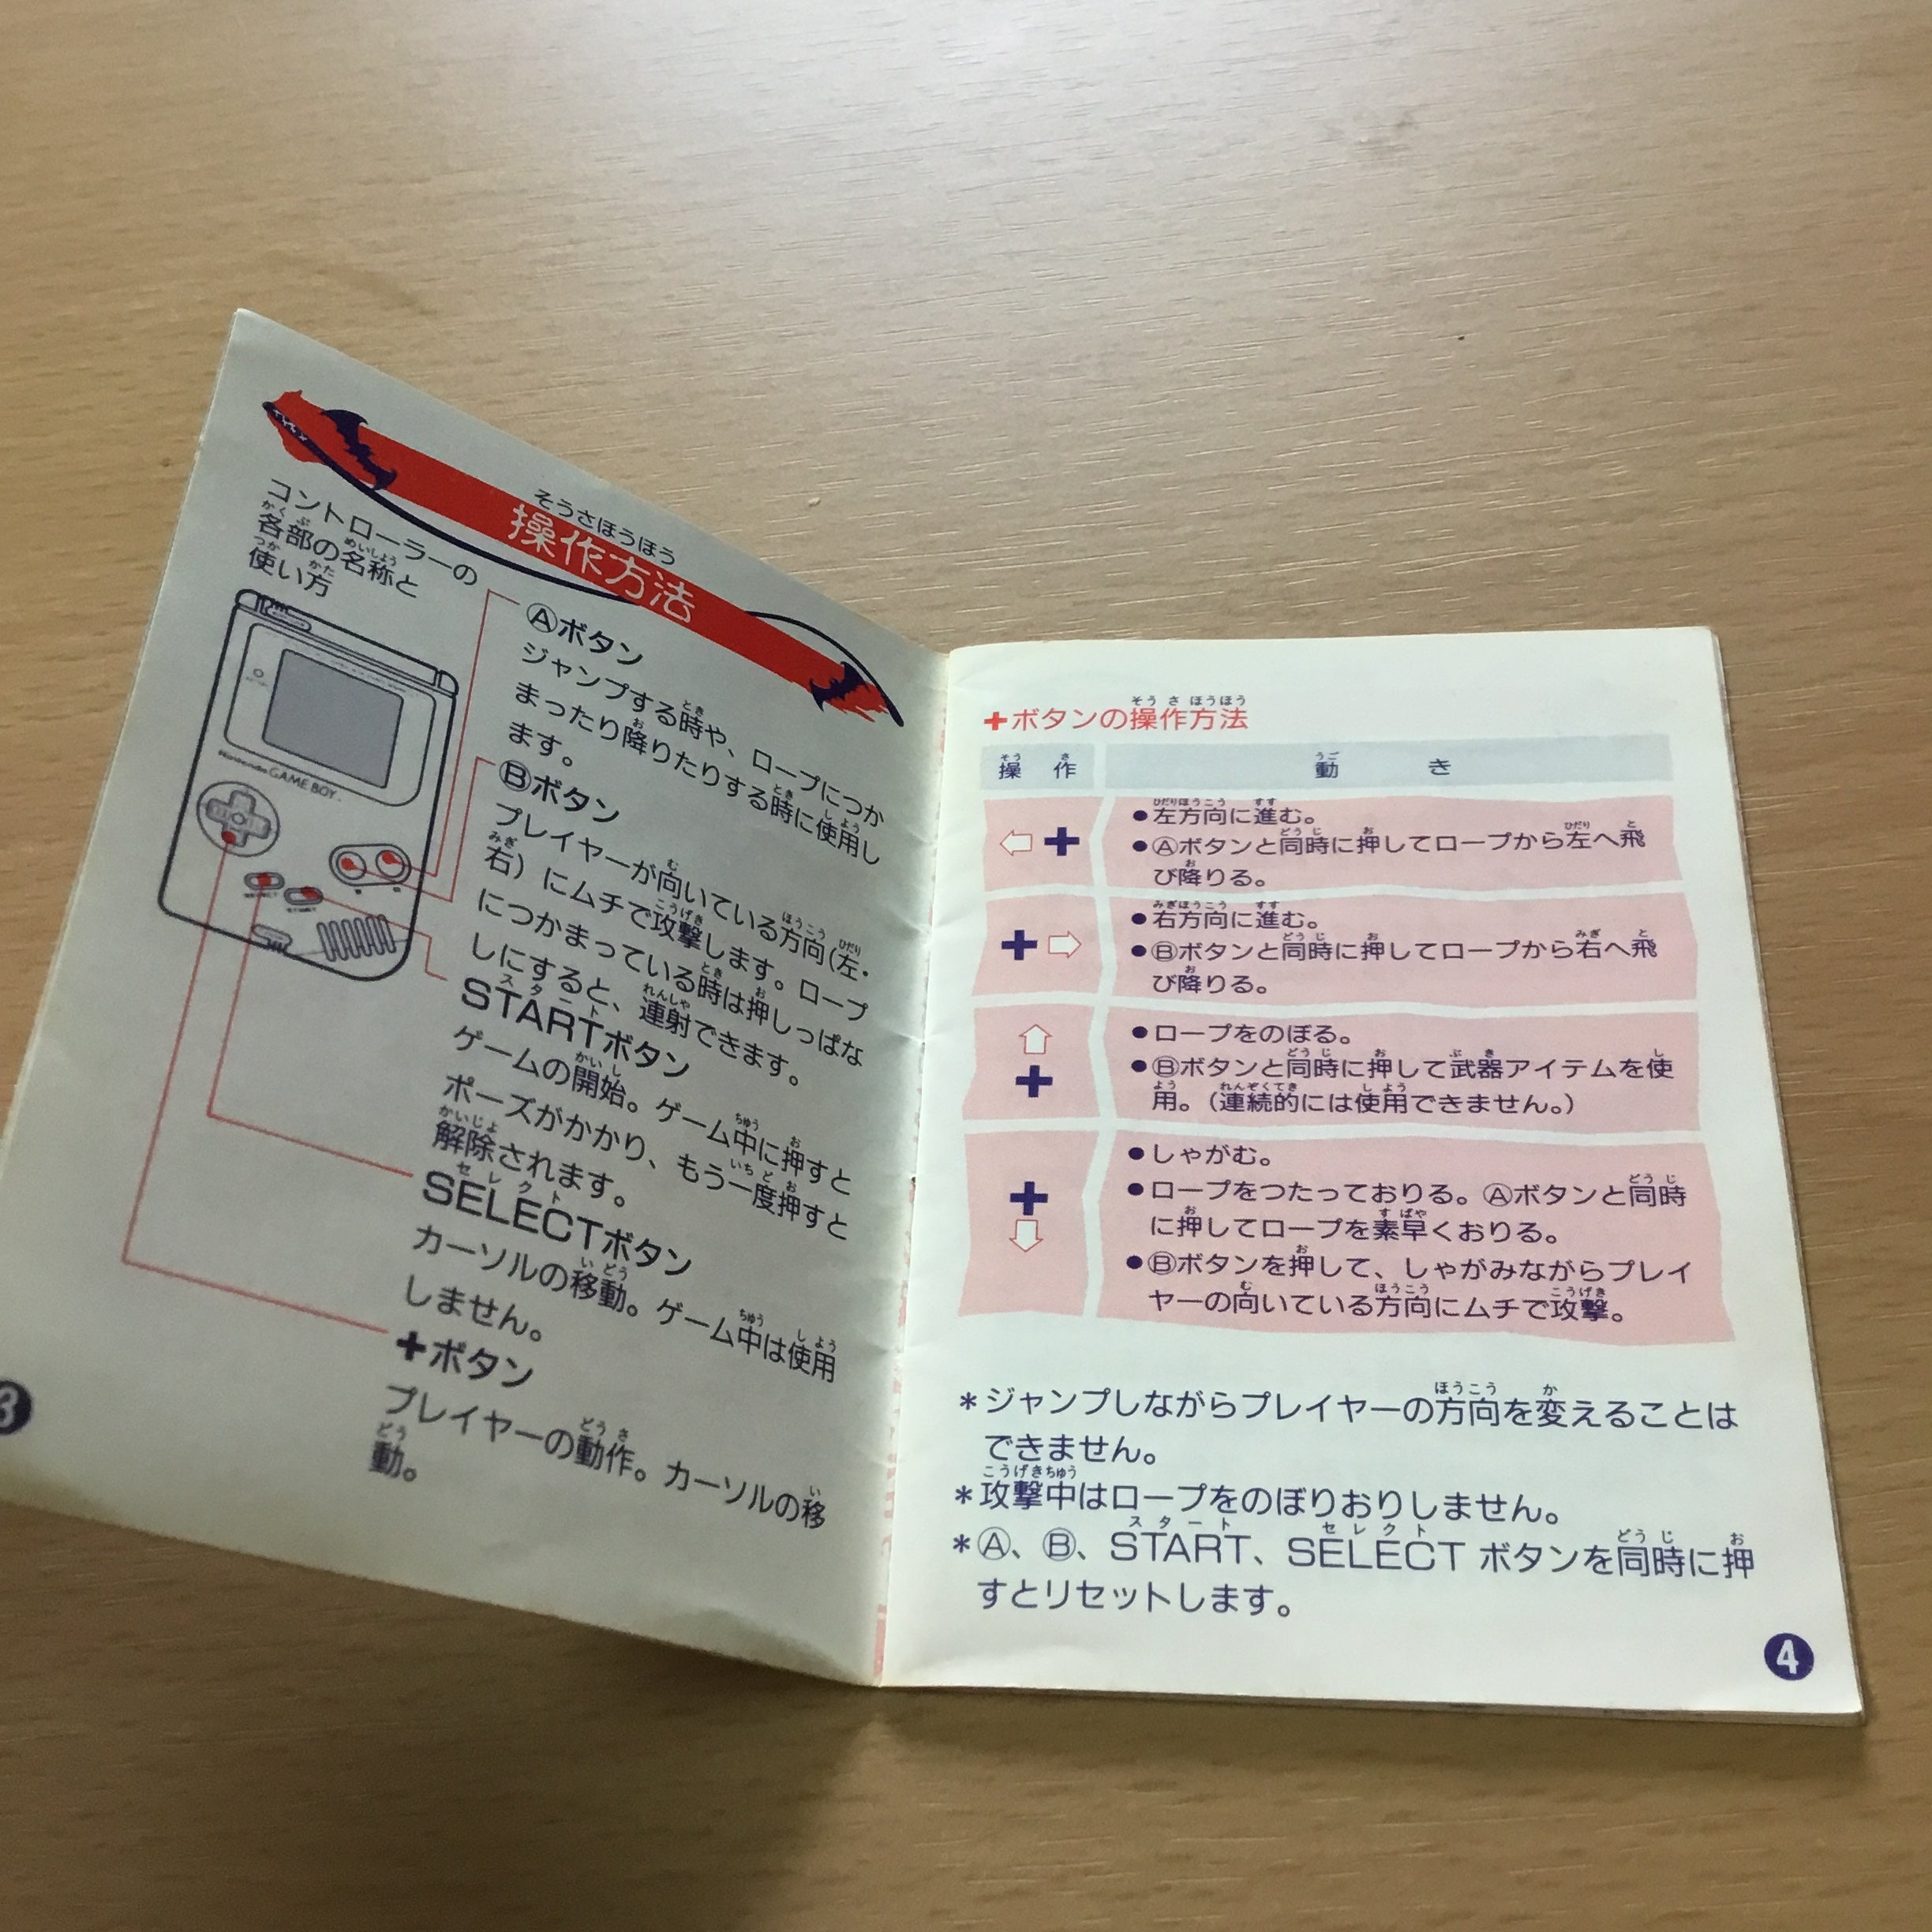 操作方法
コントローラーの
各部の名称と
使い方
Nintendo GAME BOY
Ⓐボタン
ジャンプする時や、ロープにつか
まったり降りたりする時に使用し
ます。
Ⓑボタン
プレイヤーが向いている方向(左・
右)にムチで攻撃します。ロープ
につかまっている時は押しっぱな
しにすると、連射できます。
STARTボタン
ゲームの開始。ゲーム中に押すと
ポーズがかかり、もう一度押すと
解除されます。
SELECTボタン
カーソルの移動。ゲーム中は使用
しません。
+ボタン
プレイヤーの動作。カーソルの移
動。
3
+ボタンの操作方法
操作 動き
●左方向に進む。
●Ⓐボタンと同時に押してロープから左へ飛
び降りる。
●右方向に進む。
●Ⓑボタンと同時に押してロープから右へ飛
び降りる。
●ロープをのぼる。
●Ⓑボタンと同時に押して武器アイテムを使
用。(連続的には使用できません。)
●しゃがむ。
●ロープをつたっておりる。Ⓐボタンと同時
に押してロープを素早くおりる。
●Ⓑボタンを押して、しゃがみながらプレイ
ヤーの向いている方向にムチで攻撃。
*ジャンプしながらプレイヤーの方向を変えることは
できません。
*攻撃中はロープをのぼりおりしません。
*Ⓐ、Ⓑ、START、SELECT ボタンを同時に押
すとリセットします。
4